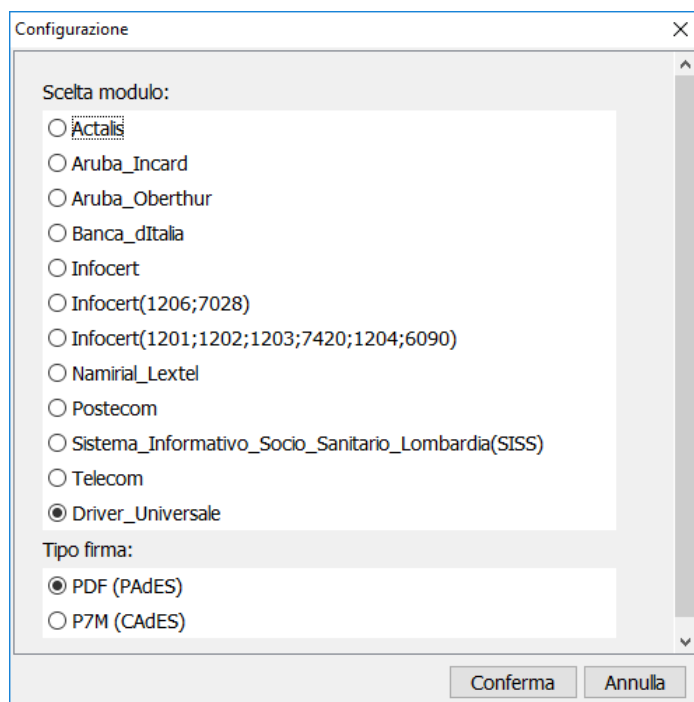 Configurazione
Scelta modulo:
Actalis
Aruba_Incard
Aruba_Oberthur
Banca_dItalia
Infocert
Infocert(1206;7028)
Infocert(1201;1202;1203;7420;1204;6090)
Namirial_Lextel
Postecom
Sistema_Informativo_Socio_Sanitario_Lombardia(SISS)
Telecom
Driver_Universale
Tipo firma:
PDF (PAdES)
P7M (CAdES)
Conferma Annulla